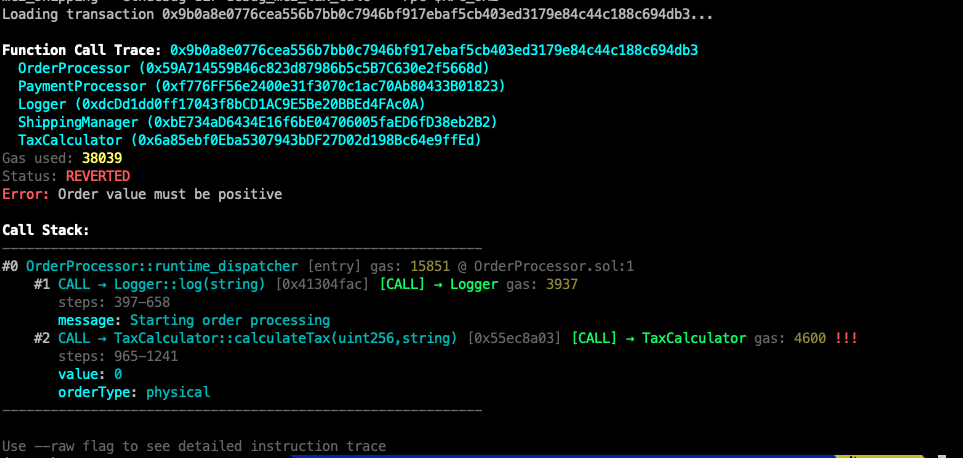 Loading transaction 0x9b0a8e0776cea556b7bb0c7946bf917ebaf5cb403ed3179e84c44c188c694db3...
Function Call Trace: 0x9b0a8e0776cea556b7bb0c7946bf917ebaf5cb403ed3179e84c44c188c694db3
OrderProcessor (0x59A714559B46c823d87986b5c5B7C630e2f5668d)
PaymentProcessor (0xf776FF56e2400e31f3070c1ac70Ab80433B01823)
Logger (0xdcDd1dd0ff17043f8bCD1AC9E5Be20BBEd4FAc0A)
ShippingManager (0xbE734aD6434E16f6bE04706005faED6fD38eb2B2)
TaxCalculator (0x6a85ebf0Eba5307943bDF27D02d198Bc64e9ffEd)
Gas used: 38039
Status: REVERTED
Error: Order value must be positive
Call Stack:
------------------------------------------------------------
#0 OrderProcessor::runtime_dispatcher [entry] gas: 15851 @ OrderProcessor.sol:1
#1 CALL → Logger::log(string) [0x41304fac] [CALL] → Logger gas: 3937
steps: 397-658
message: Starting order processing
#2 CALL → TaxCalculator::calculateTax(uint256,string) [0x55ec8a03] [CALL] → TaxCalculator gas: 4600 !!!
steps: 965-1241
value: 0
orderType: physical
------------------------------------------------------------
Use --raw flag to see detailed instruction trace